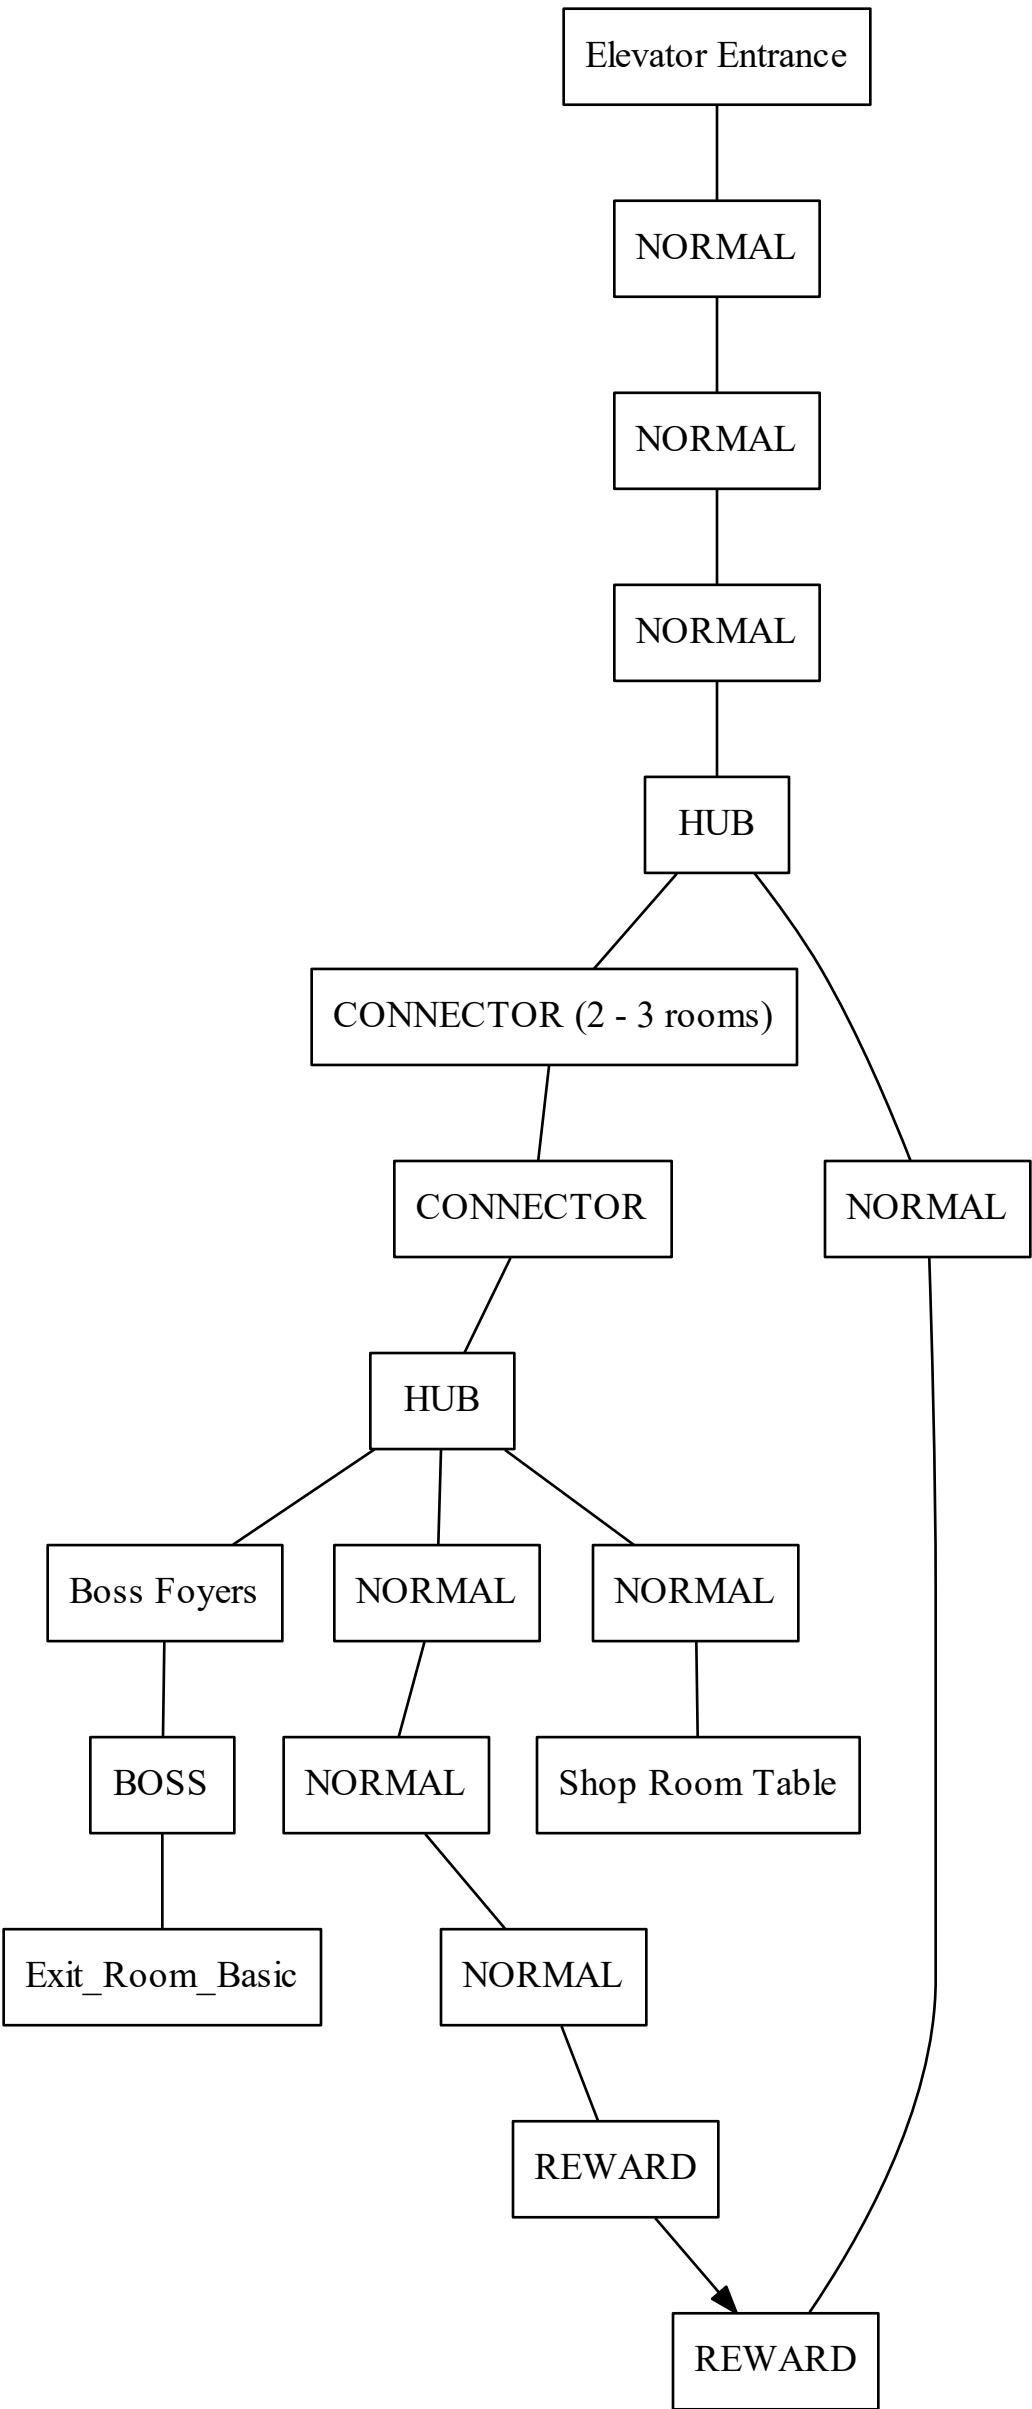 Elevator Entrance
NORMAL
NORMAL
NORMAL
HUB
CONNECTOR (2 - 3 rooms)
CONNECTOR
NORMAL
HUB
Boss Foyers
NORMAL
NORMAL
BOSS
NORMAL
Shop Room Table
Exit_Room_Basic
NORMAL
REWARD
REWARD